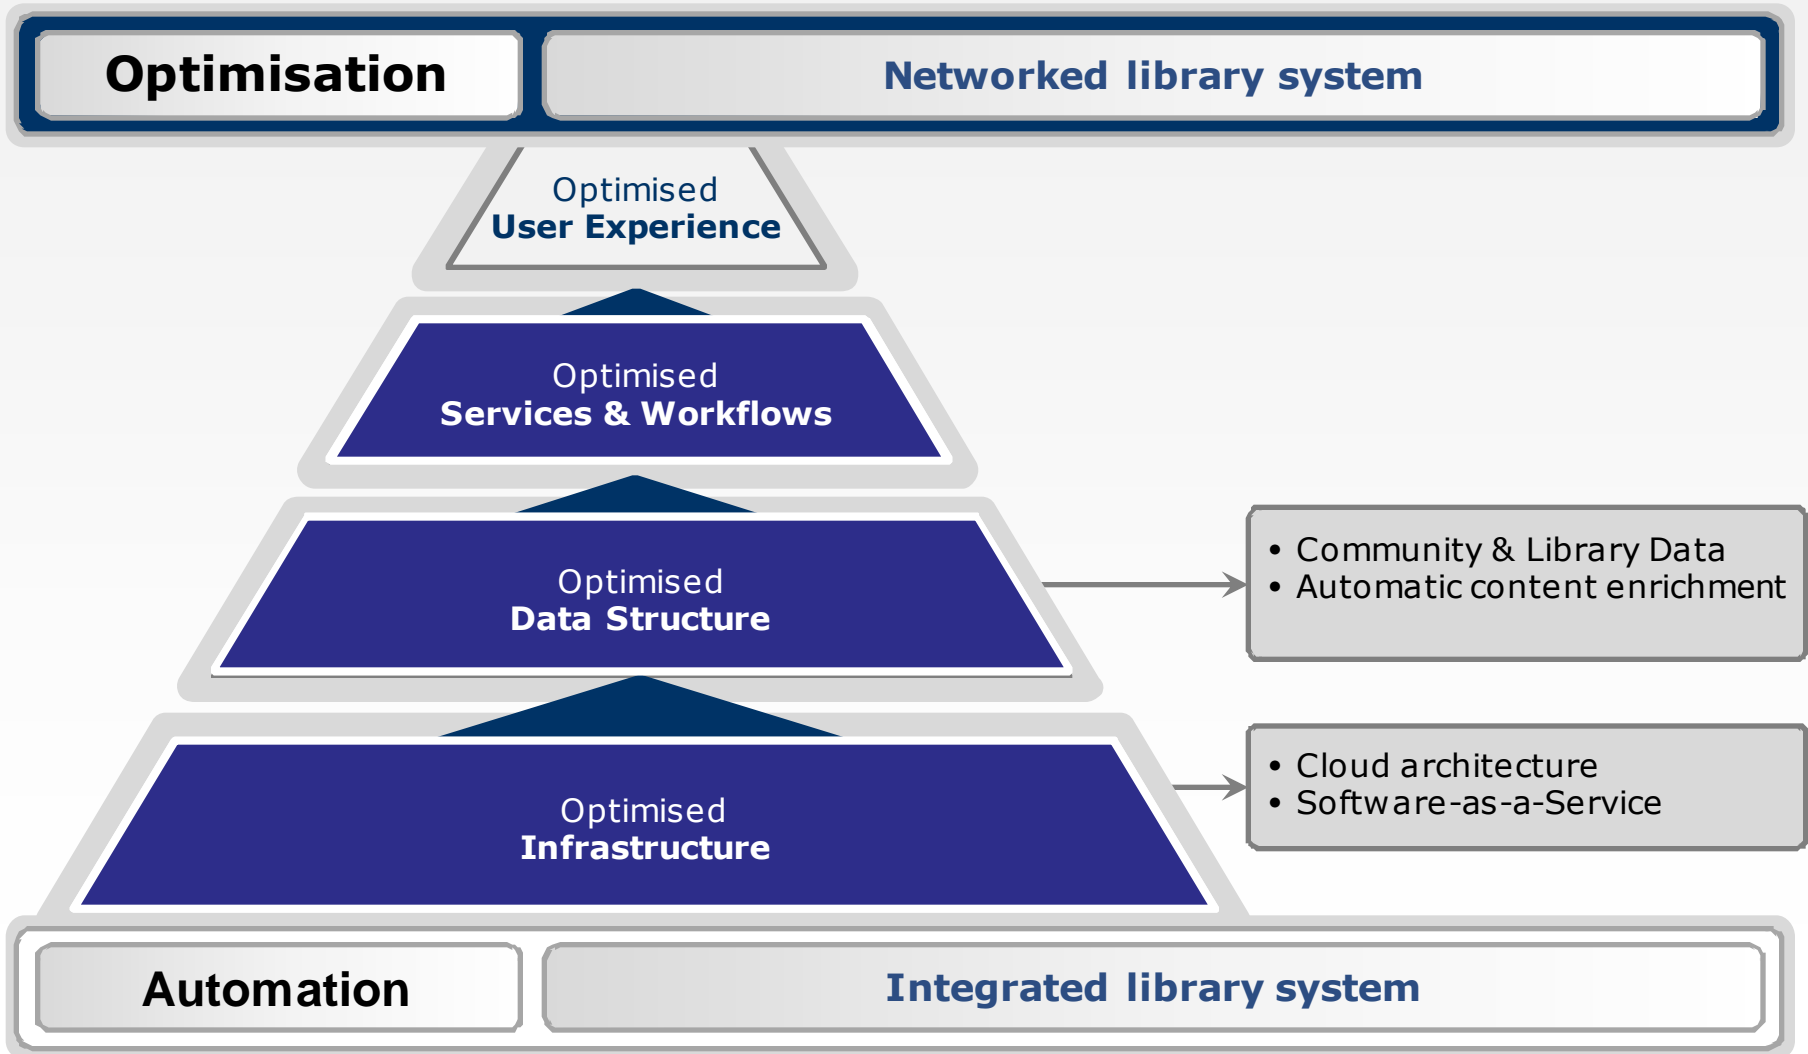 Optimisation
Networked library system
Optimised
User Experience
Optimised
Services & Workflows
Optimised
Data Structure
• Community & Library Data
• Automatic content enrichment
Optimised
Infrastructure
• Cloud architecture
• Software-as-a-Service
Automation
Integrated library system